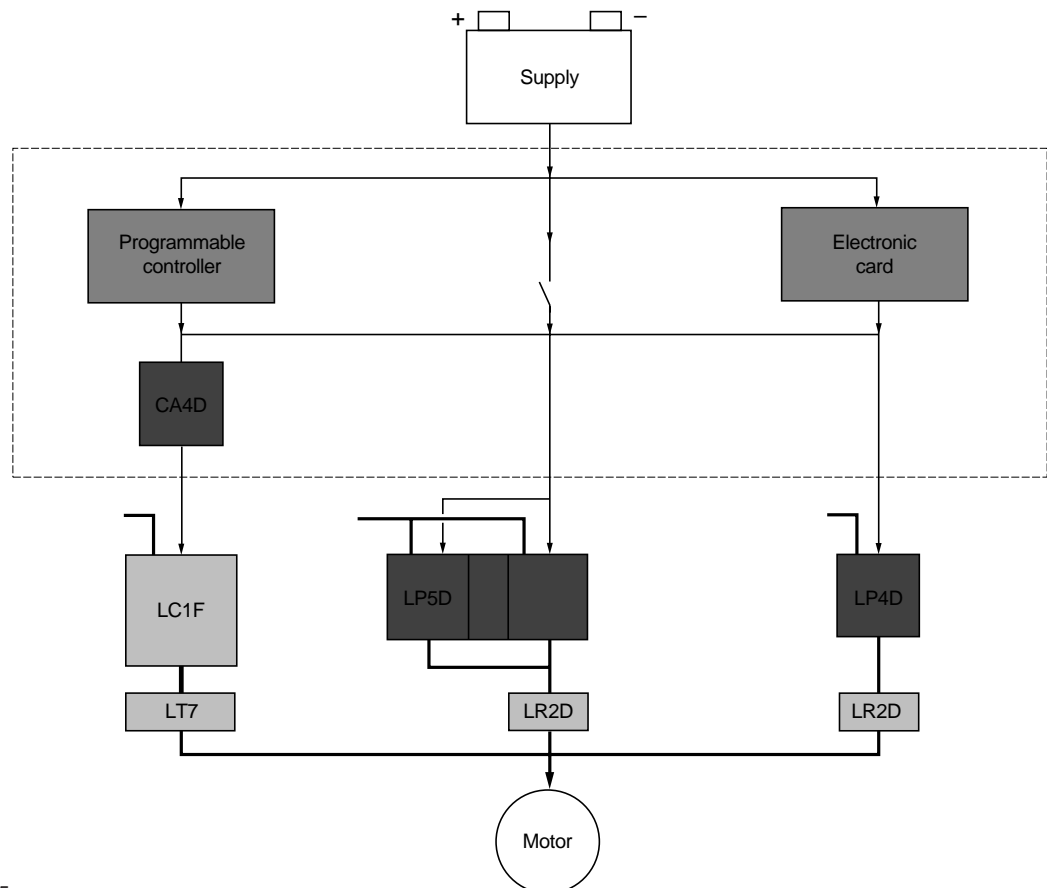 + −
Supply
Programmable
controller
Electronic
card
CA4D
LC1F
LP5D
LP4D
LT7
LR2D
LR2D
Motor